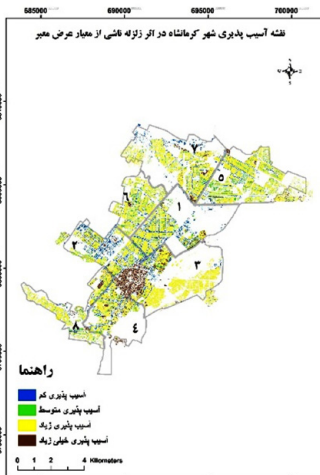 685000 690000 695000 700000
نقشه آسیب پذیری شهر کرمانشاه در اثر زلزله ناشی از معیار عرض معبر
۷
۵
۶
۱
۲
۳
۸
۴
راهنما
آسیب پذیری کم
آسیب پذیری متوسط
آسیب پذیری زیاد
آسیب پذیری خیلی زیاد
0 1 2 4 Kilometers